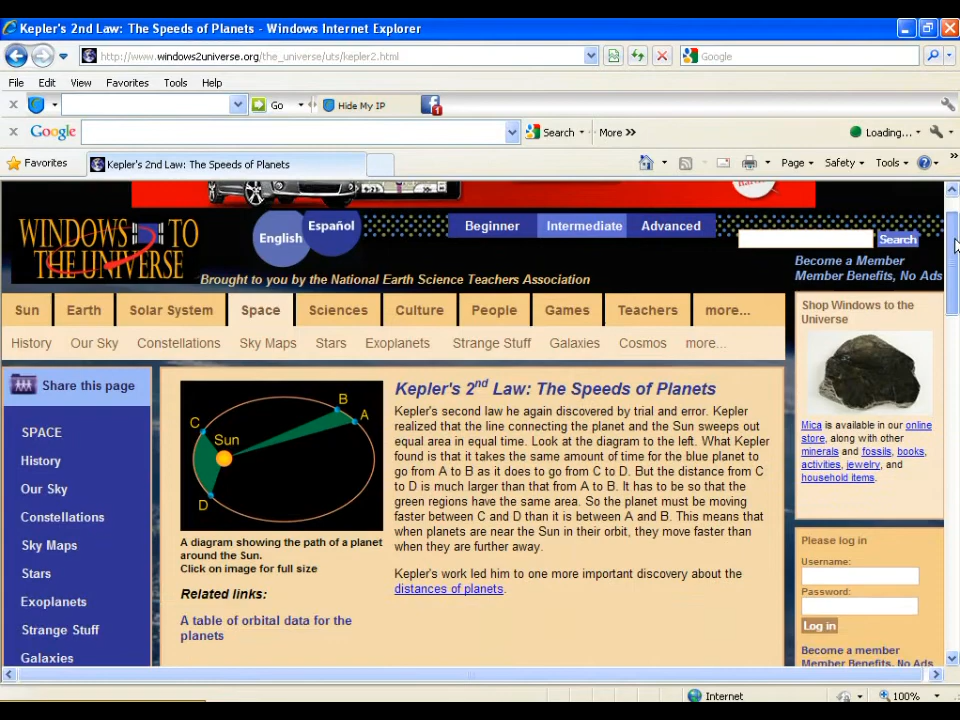 Kepler's 2nd Law: The Speeds of Planets - Windows Internet Explorer
http://www.windows2universe.org/the_universe/uts/kepler2.html
Google
File Edit View Favorites Tools Help
Go Hide My IP 1
Google Search More >> Loading...
Favorites Kepler's 2nd Law: The Speeds of Planets Page Safety Tools
WINDOWS TO
THE UNIVERSE
English Español
Beginner Intermediate Advanced
Search
Brought to you by the National Earth Science Teachers Association
Become a Member
Member Benefits, No Ads
Sun Earth Solar System Space Sciences Culture People Games Teachers more...
History Our Sky Constellations Sky Maps Stars Exoplanets Strange Stuff Galaxies Cosmos more...
Share this page
SPACE
History
Our Sky
Constellations
Sky Maps
Stars
Exoplanets
Strange Stuff
Galaxies
B
A
C
Sun
D
A diagram showing the path of a planet
around the Sun.
Click on image for full size
Related links:
A table of orbital data for the
planets
Kepler's 2nd Law: The Speeds of Planets
Kepler's second law he again discovered by trial and error. Kepler
realized that the line connecting the planet and the Sun sweeps out
equal area in equal time. Look at the diagram to the left. What Kepler
found is that it takes the same amount of time for the blue planet to
go from A to B as it does to go from C to D. But the distance from C
to D is much larger than that from A to B. It has to be so that the
green regions have the same area. So the planet must be moving
faster between C and D than it is between A and B. This means that
when planets are near the Sun in their orbit, they move faster than
when they are further away.
Kepler's work led him to one more important discovery about the
distances of planets.
Shop Windows to the
Universe
Mica is available in our online
store, along with other
minerals and fossils, books,
activities, jewelry, and
household items.
Please log in
Username:
Password:
Log in
Become a member
Member Benefits, No Ads
Internet 100%